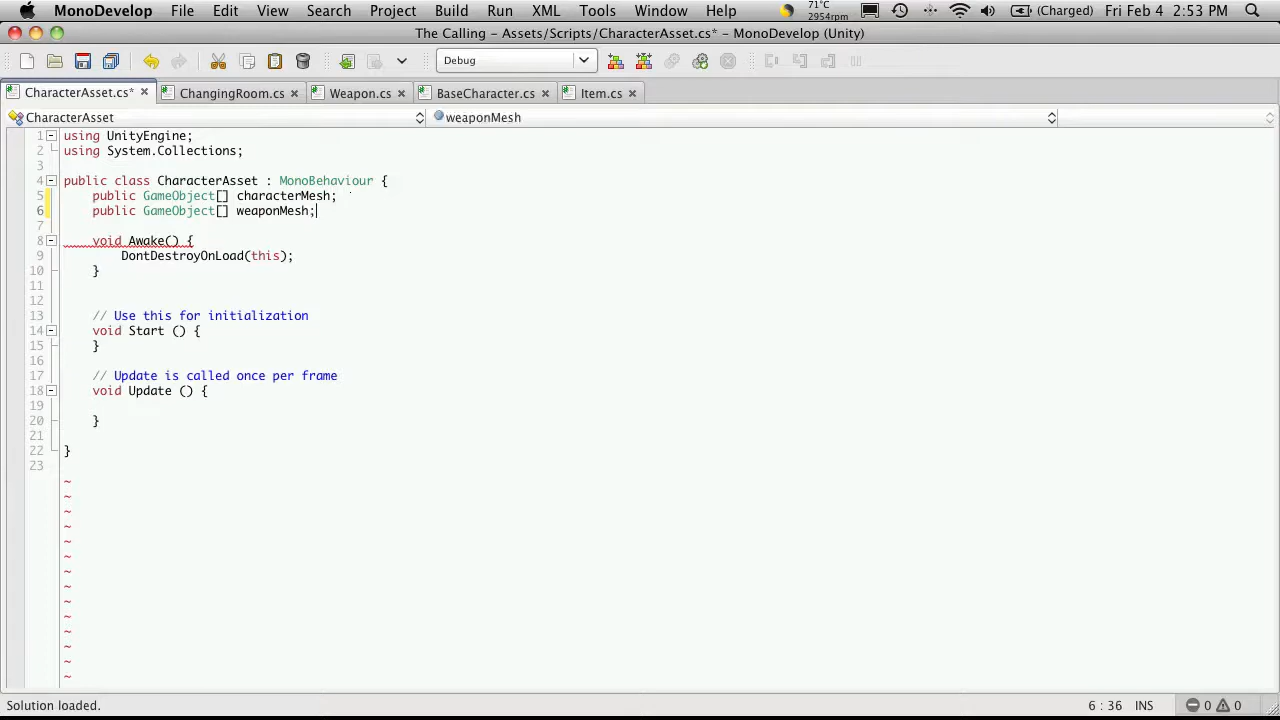 MonoDevelop File Edit View Search Project Build Run XML Tools Window Help 71°C 2954rpm (Charged) Fri Feb 4 2:53 PM
The Calling – Assets/Scripts/CharacterAsset.cs* – MonoDevelop (Unity)
Debug
CharacterAsset.cs* ChangingRoom.cs Weapon.cs BaseCharacter.cs Item.cs
CharacterAsset weaponMesh
1 using UnityEngine;
2 using System.Collections;
3
4 public class CharacterAsset : MonoBehaviour {
5 public GameObject[] characterMesh;
6 public GameObject[] weaponMesh;
7
8 void Awake() {
9 DontDestroyOnLoad(this);
10 }
11
12
13 // Use this for initialization
14 void Start () {
15 }
16
17 // Update is called once per frame
18 void Update () {
19
20 }
21
22 }
23
~
~
~
~
~
~
~
~
~
~
~
~
~
~
Solution loaded. 6 : 36 INS 0 0